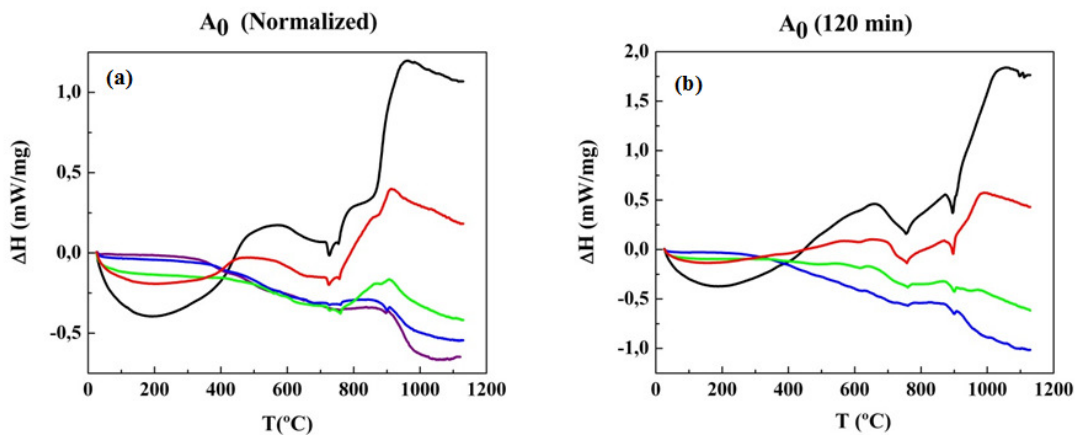 A0 (Normalized)
(a)
1,0
0,5
0,0
-0,5
ΔH (mW/mg)
0 200 400 600 800 1000 1200
T(ºC)
A0 (120 min)
(b)
2,0
1,5
1,0
0,5
0,0
-0,5
-1,0
ΔH (mW/mg)
0 200 400 600 800 1000 1200
T (ºC)